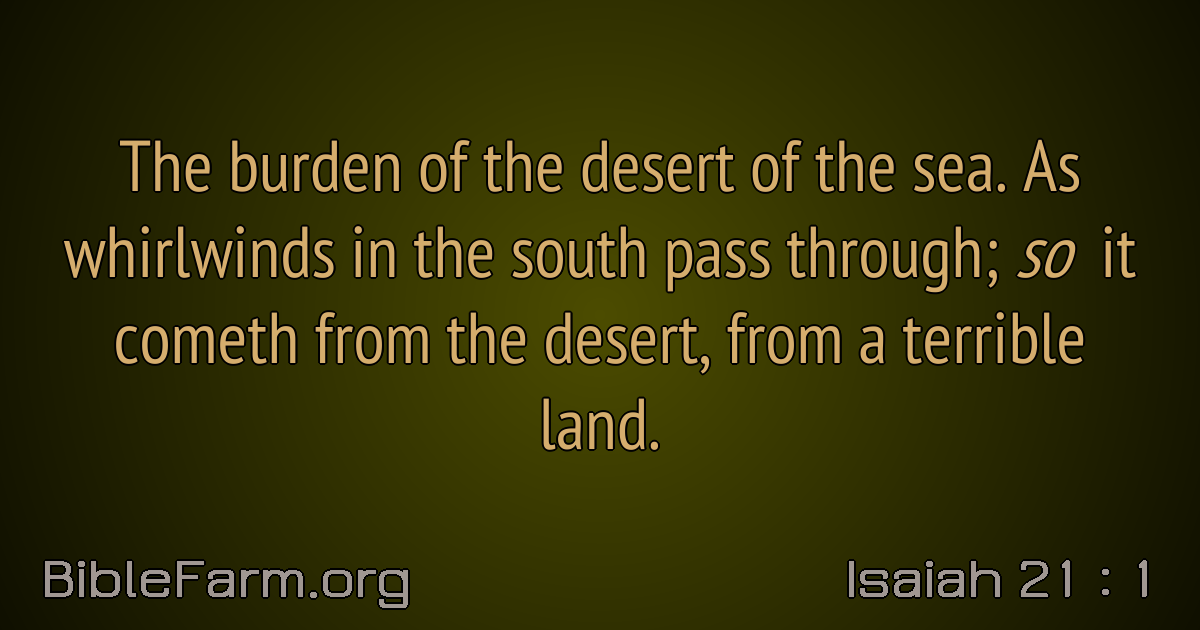 The burden of the desert of the sea. As
whirlwinds in the south pass through; so it
cometh from the desert, from a terrible
land.
BibleFarm.org
Isaiah 21 : 1